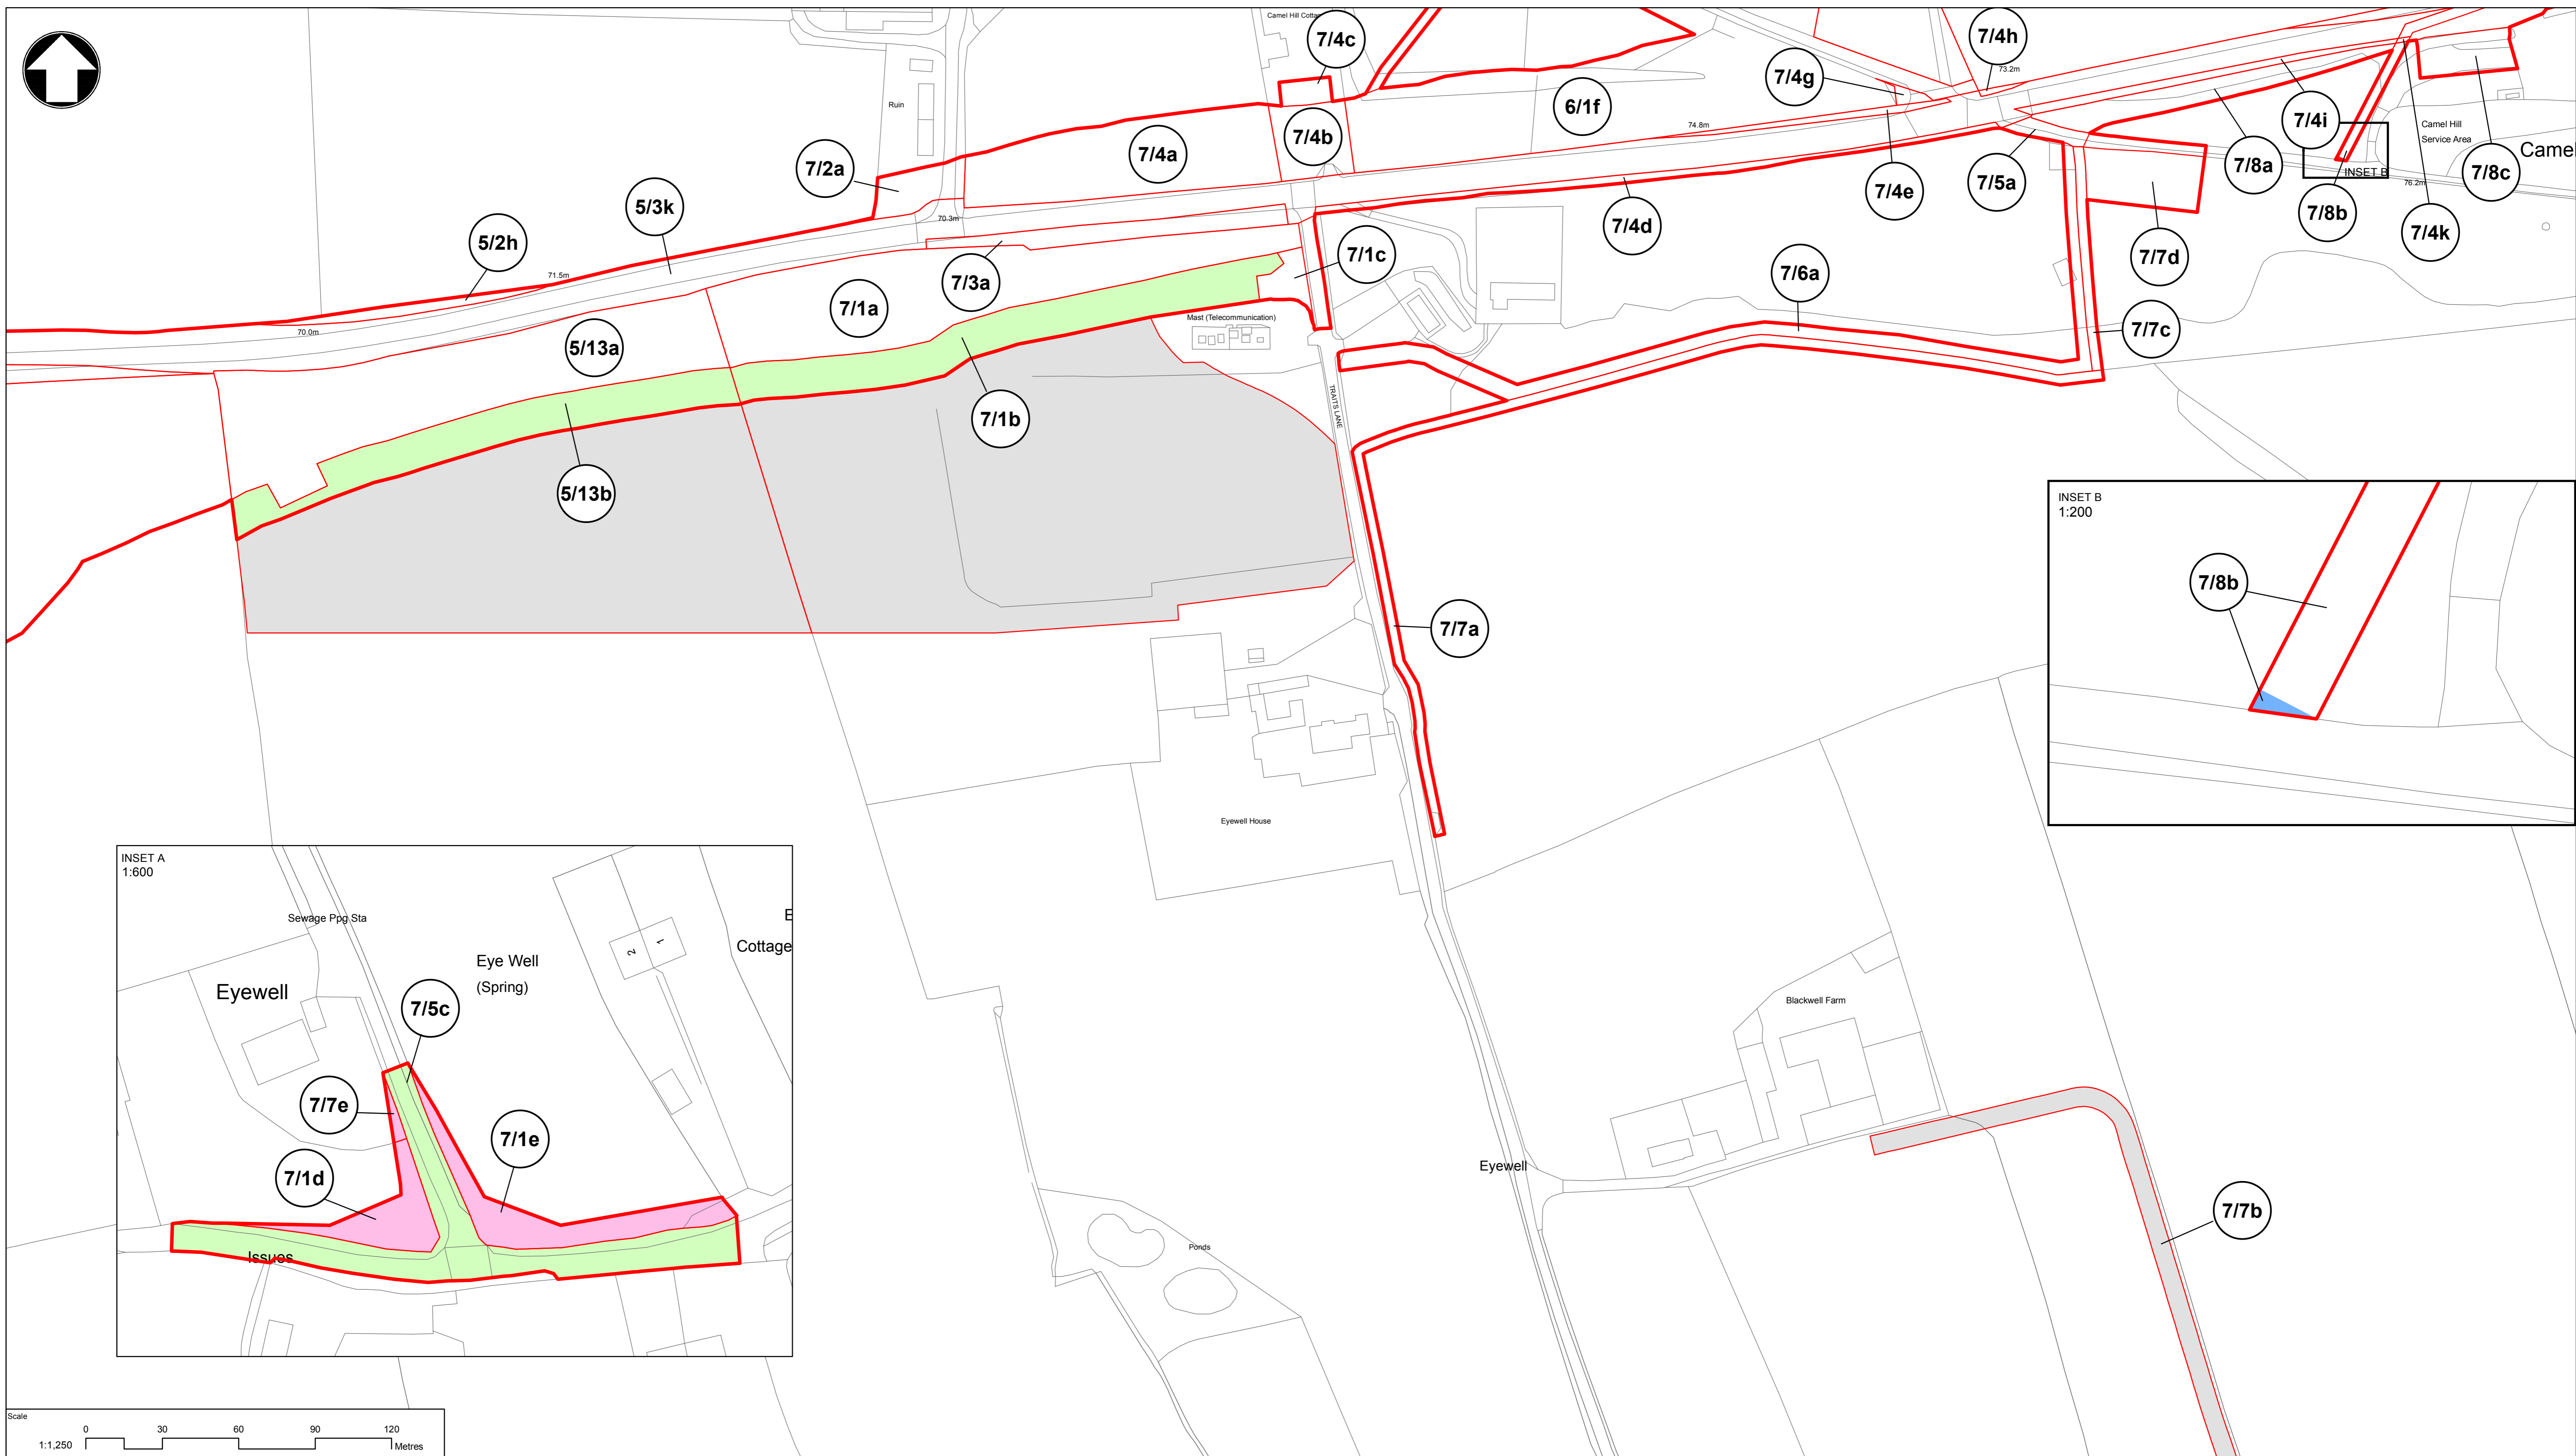 Camel Hill Cotta
7/4c
7/4h
73.2m
7/4g
Ruin
6/1f
74.8m
7/4b
7/4i
Camel Hill
Service Area
Camel
7/2a
7/4a
7/8a
INSET B
7/8c
76.2m
7/5a
7/4e
5/3k
70.3m
7/8b
7/4d
7/4k
5/2h
7/1c
7/7d
71.5m
7/3a
7/6a
7/1a
Mast (Telecommunication)
7/7c
70.0m
5/13a
TRAITS LANE
7/1b
5/13b
INSET B
1:200
7/8b
7/7a
Eyewell House
INSET A
1:600
Sewage Ppg Sta
E
Cottage
2
1
Eye Well
(Spring)
Eyewell
7/5c
7/7e
7/1e
7/1d
Issues
Blackwell Farm
Eyewell
7/7b
Ponds
Scale
0 30 60 90 120
1:1,250
Metres